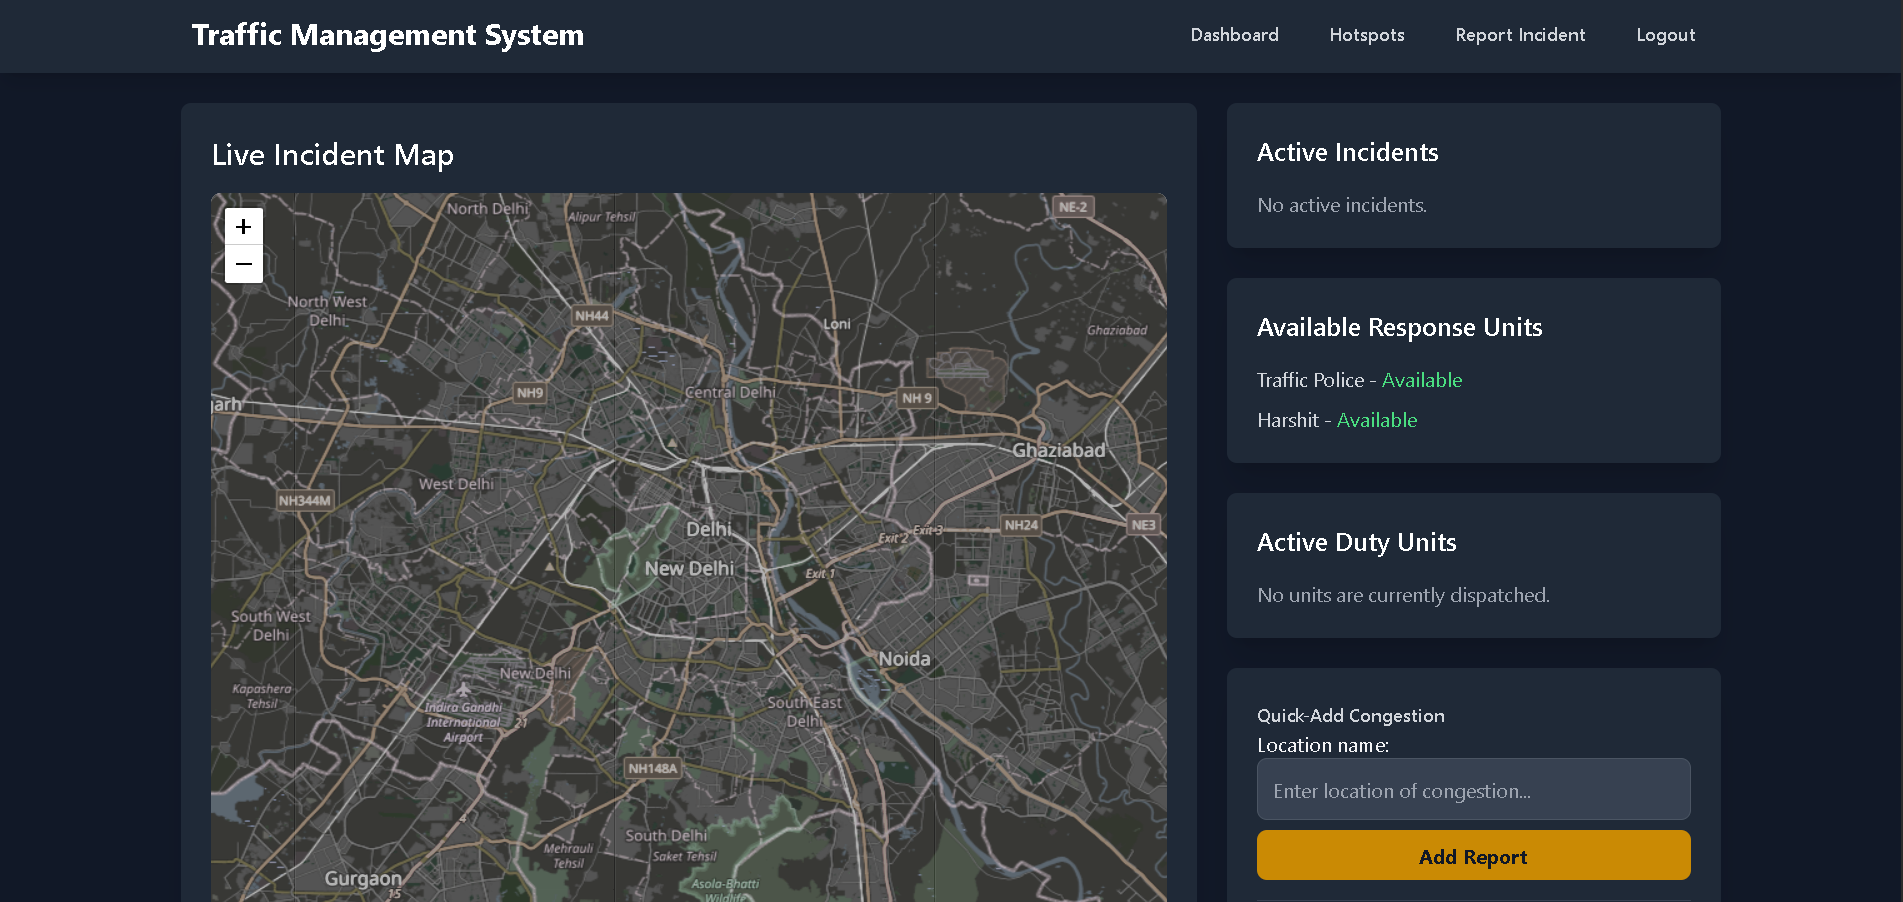 Traffic Management System
Dashboard
Hotspots
Report Incident
Logout
Live Incident Map
+
−
North Delhi
Alipur Tehsil
NE-2
North West
Delhi
NH44
Loni
Ghaziabad
NH9
Central Delhi
NH 9
arh
Ghaziabad
West Delhi
NH344M
Delhi
Exit 2
Exit 3
NH24
NE3
New Delhi
Exit 1
South West
Delhi
Noida
New Delhi
Kapashera
Tehsil
Indira Gandhi
International
Airport
21
South East
Delhi
NH148A
4
South Delhi
Mehrauli
Tehsil
Saket Tehsil
Gurgaon
15
Asola-Bhatti
Wildlife
Active Incidents
No active incidents.
Available Response Units
Traffic Police - Available
Harshit - Available
Active Duty Units
No units are currently dispatched.
Quick-Add Congestion
Location name:
Enter location of congestion...
Add Report